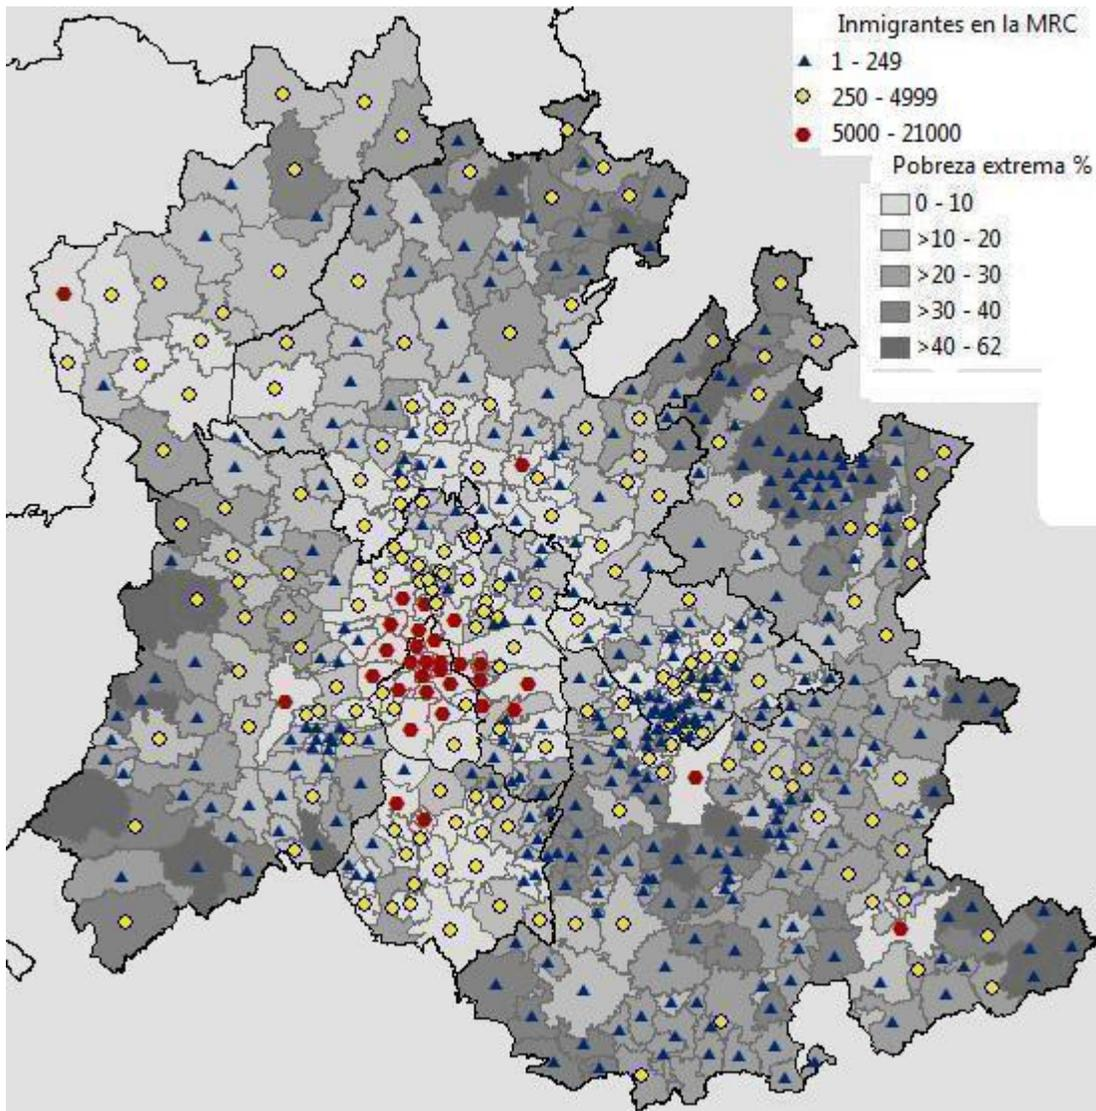 Inmigrantes en la MRC
1 - 249
250 - 4999
5000 - 21000
Pobreza extrema %
0 - 10
>10 - 20
>20 - 30
>30 - 40
>40 - 62